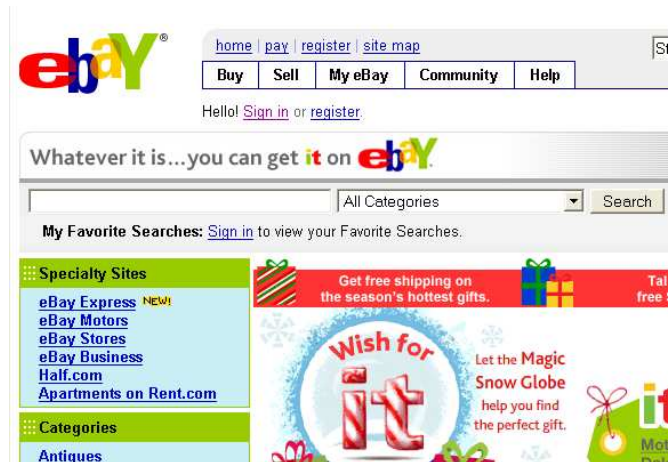 ebaY®
home | pay | register | site map
Buy Sell My eBay Community Help
Hello! Sign in or register.
Whatever it is...you can get it on ebaY.
All Categories Search
My Favorite Searches: Sign in to view your Favorite Searches.
Specialty Sites
eBay Express NEW!
eBay Motors
eBay Stores
eBay Business
Half.com
Apartments on Rent.com
Categories
Antiques
Get free shipping on
the season's hottest gifts.
Wish for
it
Let the Magic
Snow Globe
help you find
the perfect gift.
free
it